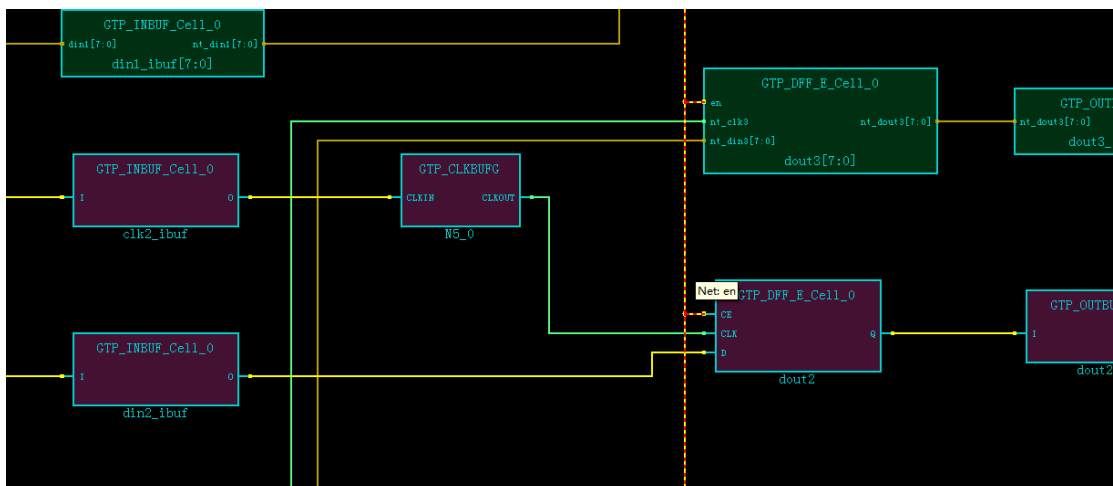 GTP_INBUF_Cell_0
din1[7:0] nt_din1[7:0]
din1_ibuf[7:0]
GTP_DFF_E_Cell_0
en
nt_clk3 nt_dout3[7:0]
nt_din3[7:0]
dout3[7:0]
GTP_OUT
nt_dout3[7:0]
dout3_
GTP_INBUF_Cell_0
I O
clk2_ibuf
GTP_CLKBUFG
CLKIN CLKOUT
N5_0
Net: en
GTP_DFF_E_Cell_0
CE
CLK Q
D
dout2
GTP_OUTBU
I
dout2
GTP_INBUF_Cell_0
I O
din2_ibuf